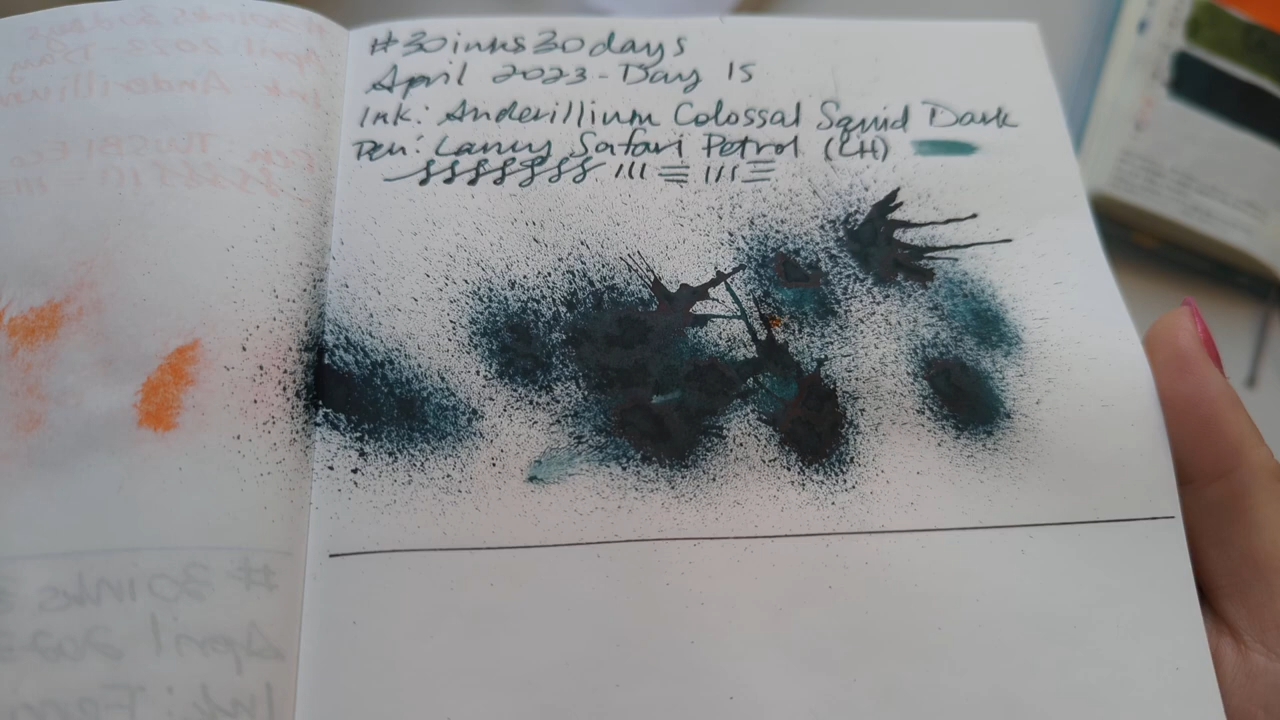 #30inks30days
April 2023 - Day 15
Ink: Anderillium Colossal Squid Dark
Pen: Lamy Safari Petrol (LH)